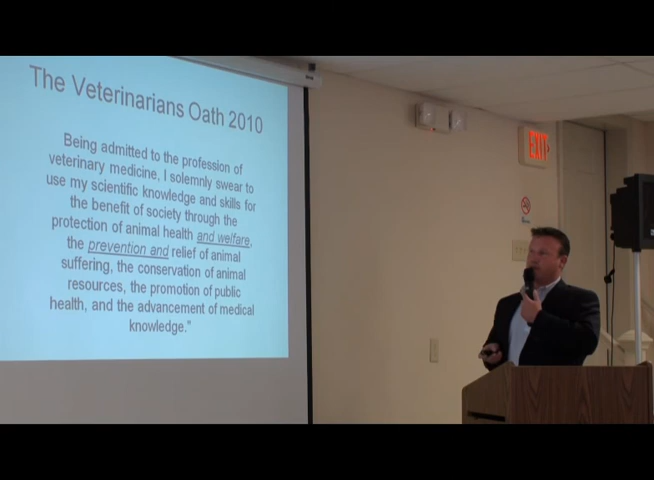 The Veterinarians Oath 2010
Being admitted to the profession of
veterinary medicine, I solemnly swear to
use my scientific knowledge and skills for
the benefit of society through the
protection of animal health and welfare,
the prevention and relief of animal
suffering, the conservation of animal
resources, the promotion of public
health, and the advancement of medical
knowledge."
EXIT